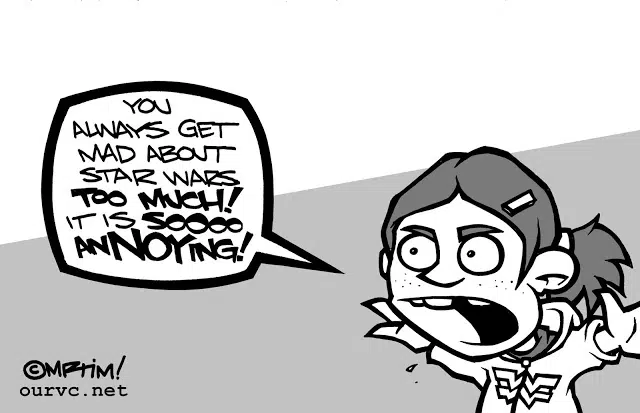 YOU
ALWAYS GET
MAD ABOUT
STAR WARS
TOO MUCH!
IT IS SOOOO
ANNOYING!
©MRTIM!
ourvc.net